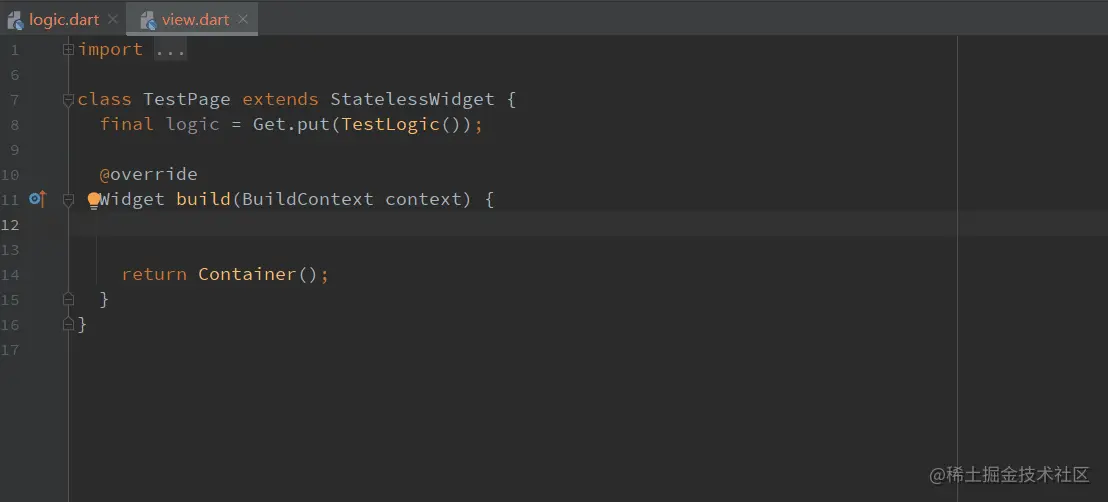 logic.dart view.dart
1 import ...
6
7 class TestPage extends StatelessWidget {
8 final logic = Get.put(TestLogic());
9
10 @override
11 Widget build(BuildContext context) {
12
13
14 return Container();
15 }
16 }
17
@稀土掘金技术社区